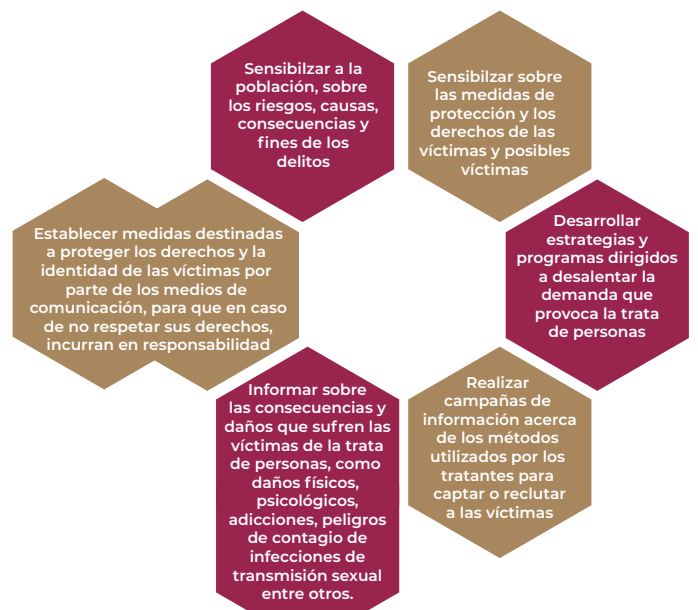 Sensibilzar a la
población, sobre
los riesgos, causas,
consecuencias y
fines de los
delitos
Sensibilzar sobre
las medidas de
protección y los
derechos de las
víctimas y posibles
víctimas
Desarrollar
estrategias y
programas dirigidos
a desalentar la
demanda que
provoca la trata
de personas
Realizar
campañas de
información acerca
de los métodos
utilizados por los
tratantes para
captar o reclutar
a las víctimas
Informar sobre
las consecuencias y
daños que sufren las
víctimas de la trata
de personas, como
daños físicos,
psicológicos,
adicciones, peligros
de contagio de
infecciones de
transmisión sexual
entre otros.
Establecer medidas destinadas
a proteger los derechos y la
identidad de las víctimas por
parte de los medios de
comunicación, para que en caso
de no respetar sus derechos,
incurran en responsabilidad